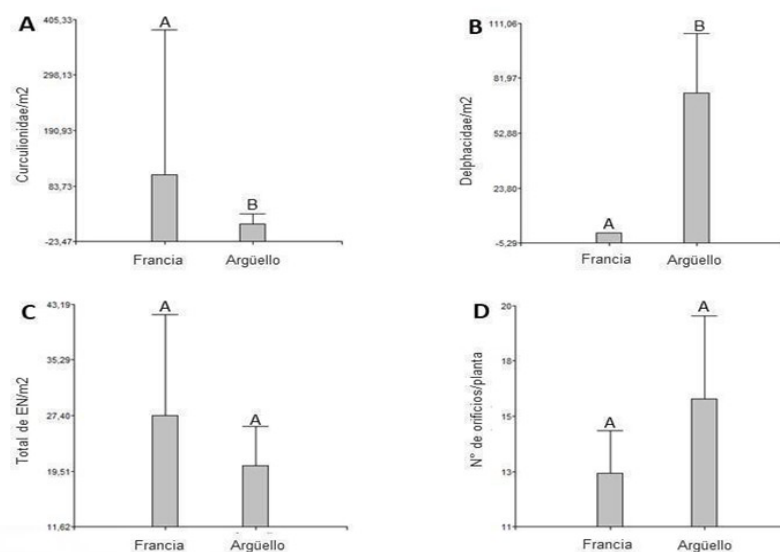 A
Curculionidae/m2
405,33
298,13
190,93
83,73
-23,47
A
B
Francia Argüello
B
Delphacidae/m2
111,06
81,97
52,88
23,80
-5,29
A
B
Francia Argüello
C
Total de EN/m2
43,19
35,29
27,40
19,51
11,62
A
A
Francia Argüello
D
N° de orificios/planta
20
18
15
13
11
A
A
Francia Argüello